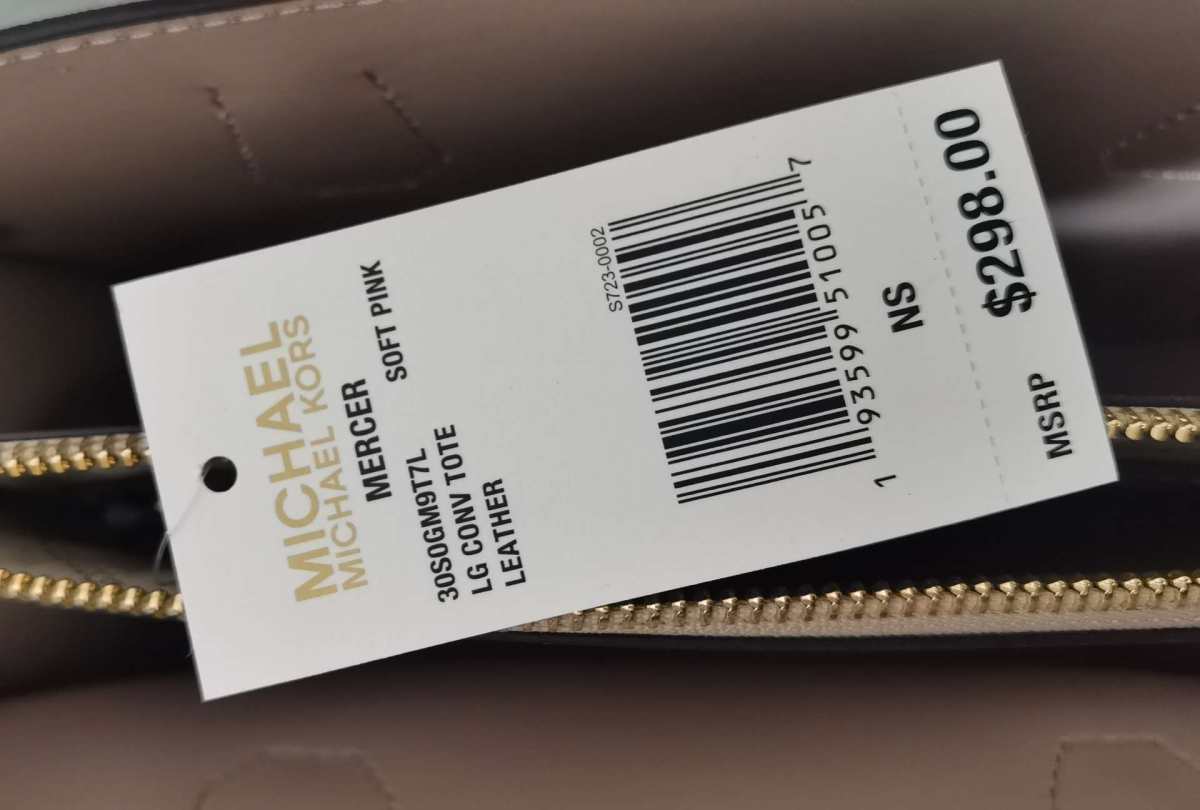 MICHAEL
MICHAEL KORS
MERCER
SOFT PINK
30S0GM9T7L
LG CONV TOTE
LEATHER
S723-0002
1 93599 51005 7
NS
MSRP $298.00